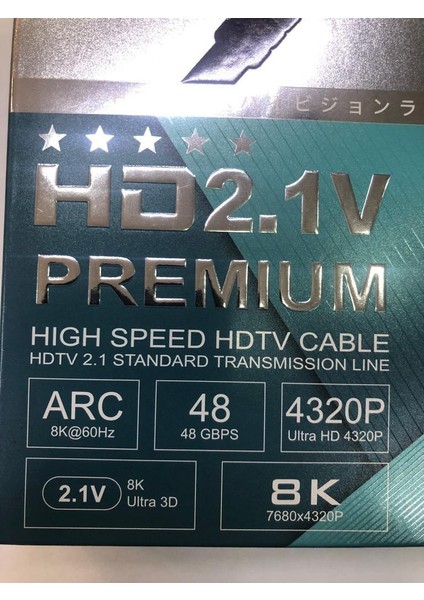 ビジョンラ
HD2.1V
PREMIUM
HIGH SPEED HDTV CABLE
HDTV 2.1 STANDARD TRANSMISSION LINE
ARC
8K@60Hz
48
48 GBPS
4320P
Ultra HD 4320P
2.1V
8K
Ultra 3D
8K
7680x4320P